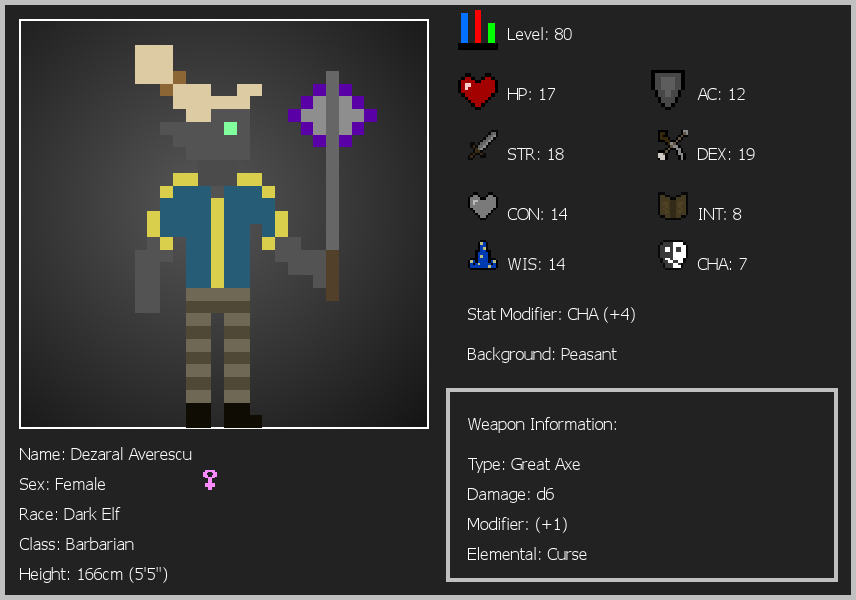 Level: 80
HP: 17
AC: 12
STR: 18
DEX: 19
CON: 14
INT: 8
WIS: 14
CHA: 7
Stat Modifier: CHA (+4)
Background: Peasant
Weapon Information:
Type: Great Axe
Damage: d6
Modifier: (+1)
Elemental: Curse
Name: Dezaral Averescu
Sex: Female
Race: Dark Elf
Class: Barbarian
Height: 166cm (5'5")